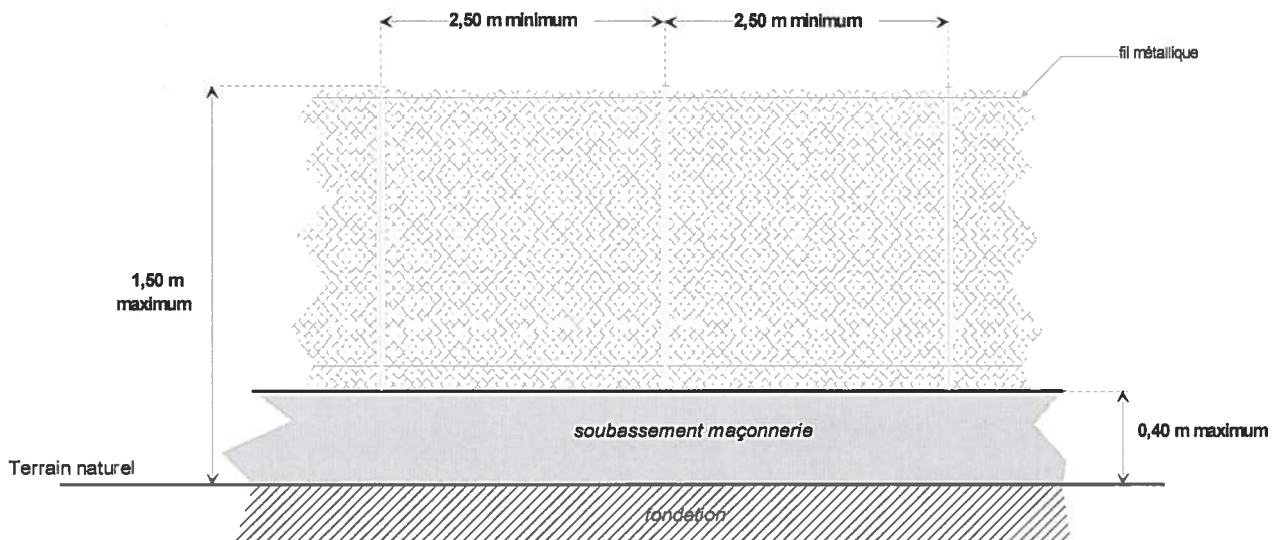 2,50 m minimum
2,50 m minimum
fil métallique
1,50 m
maximum
soubassement maçonnerie
0,40 m maximum
Terrain naturel
fondation